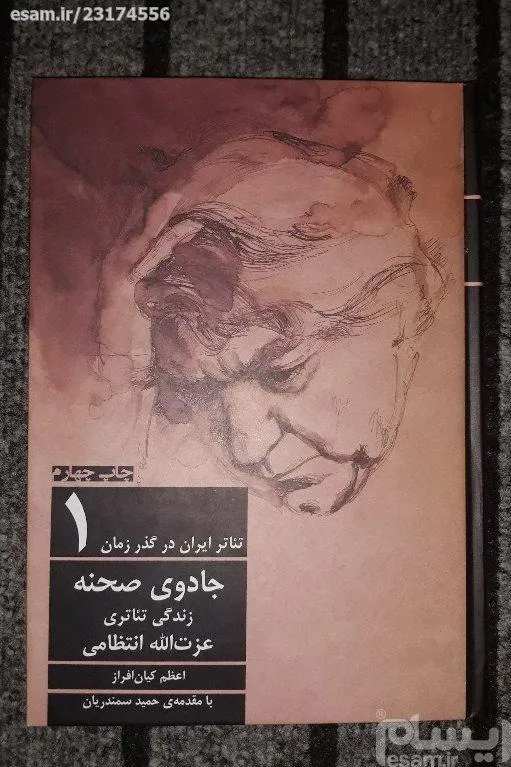 esam.ir/23174556
چاپ چهارم
۱
تئاتر ایران در گذر زمان
جادوی صحنه
زندگی تئاتری
عزت‌الله انتظامی
اعظم کیان‌افراز
با مقدمه‌ی حمید سمندریان
ایسام®
esam.ir